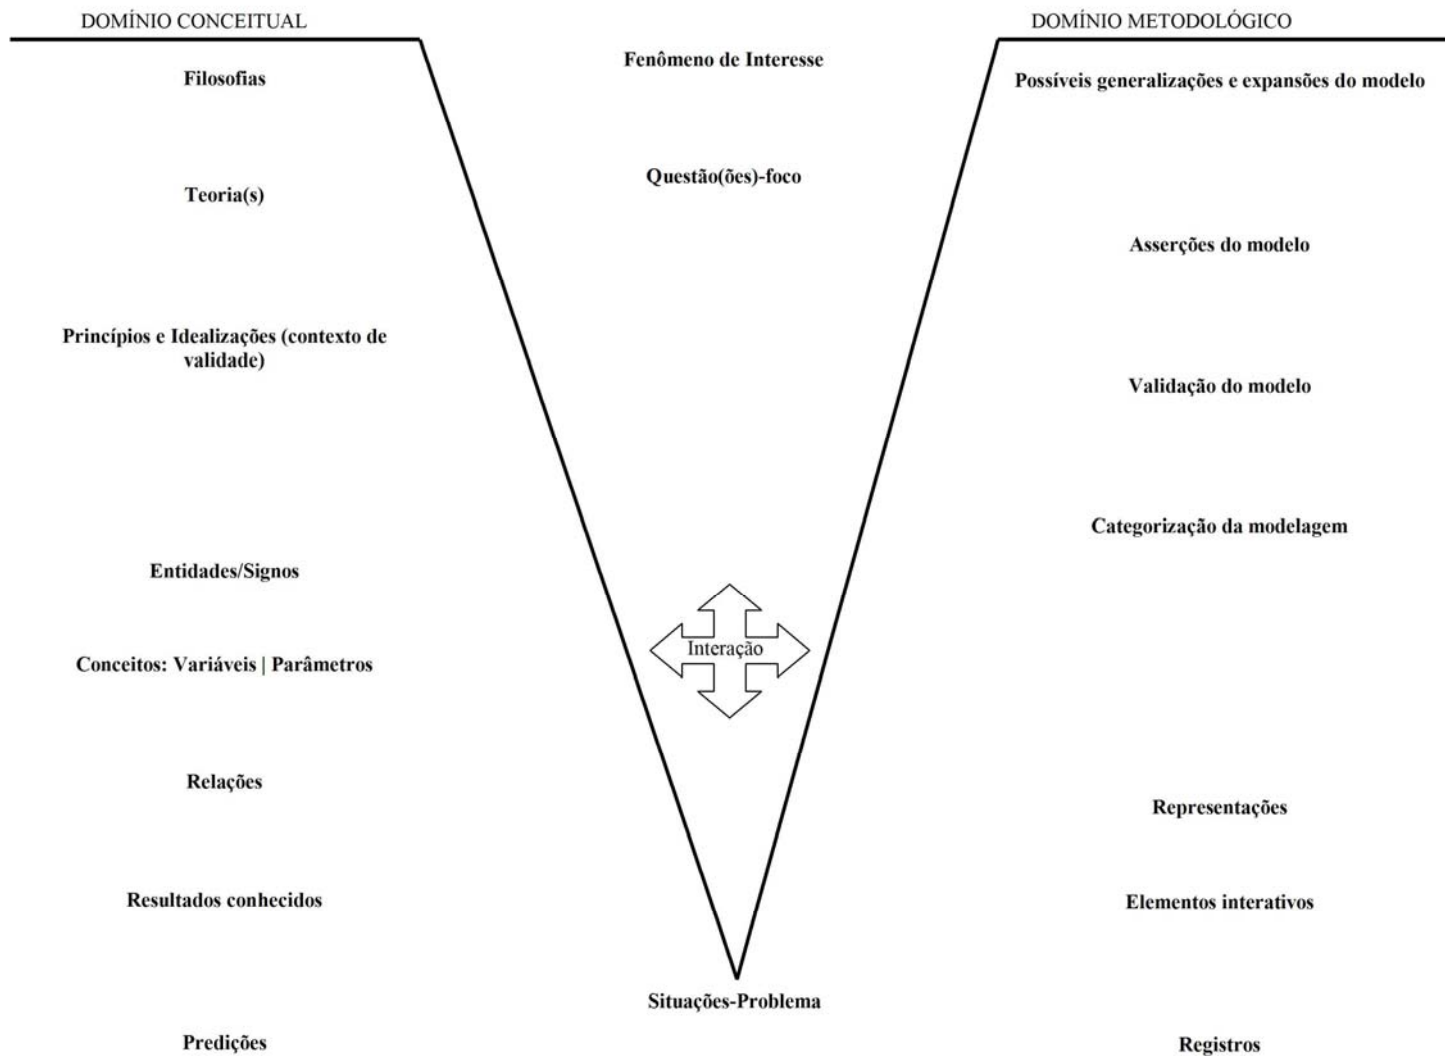 DOMÍNIO CONCEITUAL
Filosofias
Teoria(s)
Princípios e Idealizações (contexto de
validade)
Entidades/Signos
Conceitos: Variáveis | Parâmetros
Relações
Resultados conhecidos
Predições
Fenômeno de Interesse
Questão(ões)-foco
Interação
Situações-Problema
DOMÍNIO METODOLÓGICO
Possíveis generalizações e expansões do modelo
Asserções do modelo
Validação do modelo
Categorização da modelagem
Representações
Elementos interativos
Registros